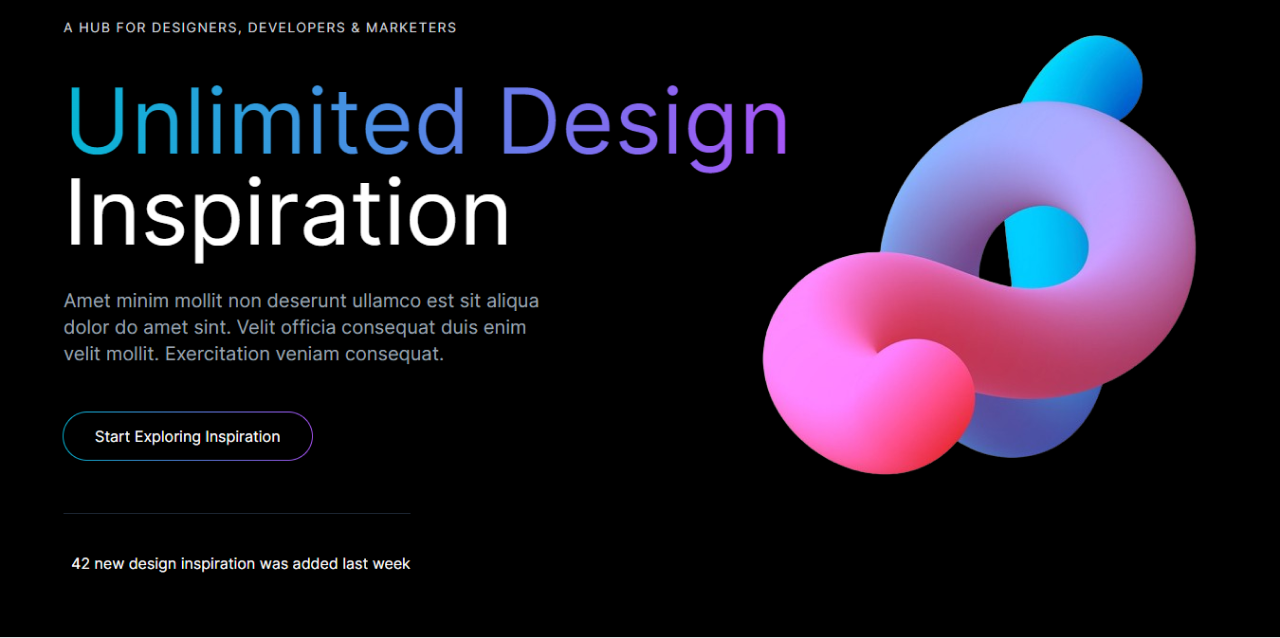 A HUB FOR DESIGNERS, DEVELOPERS & MARKETERS
Unlimited Design
Inspiration
Amet minim mollit non deserunt ullamco est sit aliqua
dolor do amet sint. Velit officia consequat duis enim
velit mollit. Exercitation veniam consequat.
Start Exploring Inspiration
42 new design inspiration was added last week